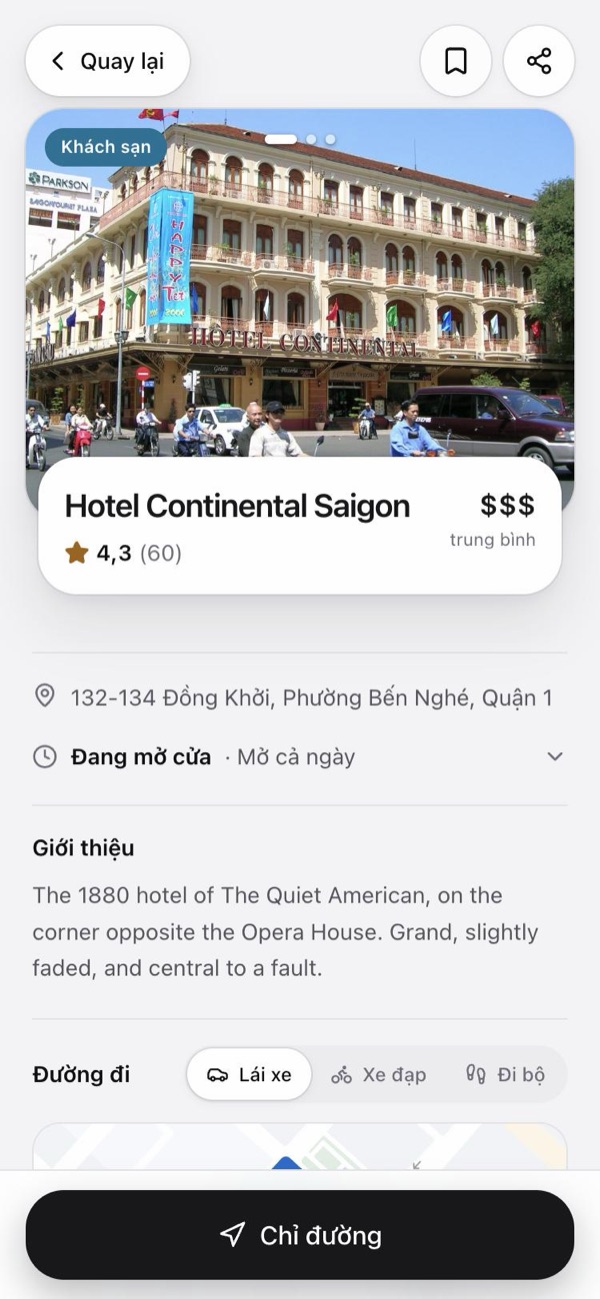 Quay lại
Khách sạn
PARKSON
SAIGONTOURIST PLAZA
HAPPY
Tết
HOTEL CONTINENTAL
Hotel Continental Saigon
$$$
4,3 (60)
trung bình
132-134 Đồng Khởi, Phường Bến Nghé, Quận 1
Đang mở cửa · Mở cả ngày
Giới thiệu
The 1880 hotel of The Quiet American, on the
corner opposite the Opera House. Grand, slightly
faded, and central to a fault.
Đường đi
Lái xe
Xe đạp
Đi bộ
Chỉ đường